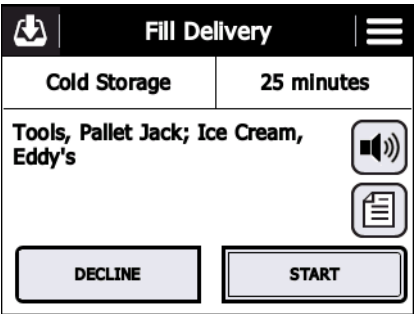 Fill Delivery
Cold Storage
25 minutes
Tools, Pallet Jack; Ice Cream,
Eddy's
DECLINE
START